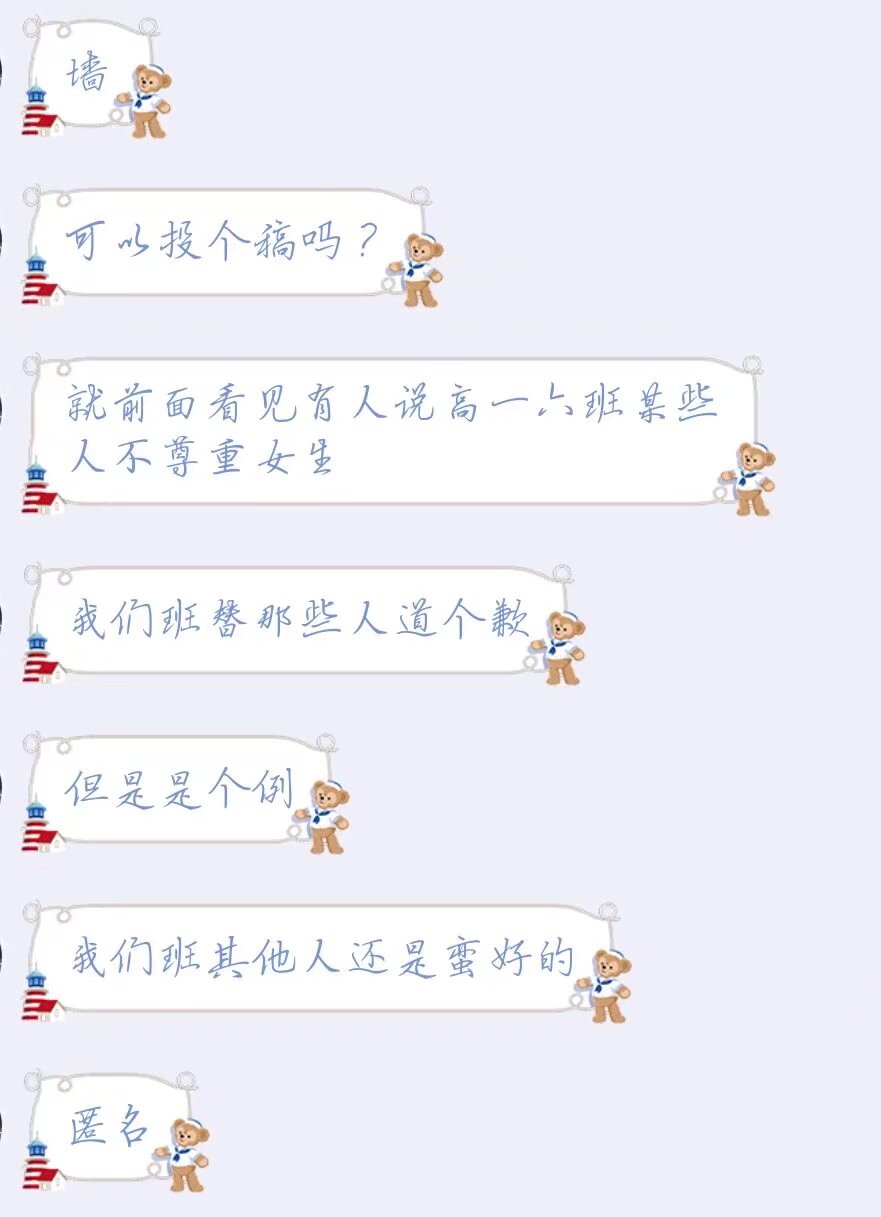 墙
可以投个稿吗？
就前面看见有人说高一六班某些
人不尊重女生
我们班替那些人道个歉
但是是个例
我们班其他人还是蛮好的
匿名